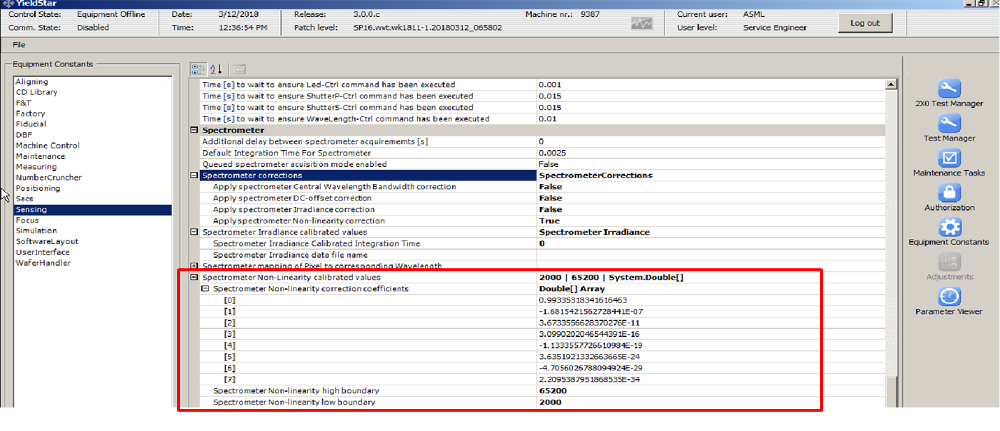 YieldStar
Control State: Equipment Offline Date: 3/12/2018 Release: 3.0.0.c Machine nr.: 9387 Current user: ASML
Comm. State: Disabled Time: 12:36:54 PM Patch level: SP16.wvt.wk1811-1.20180312_065802 User level: Service Engineer
Log out
File
Equipment Constants
Aligning
CD Library
F&T
Factory
Fiducial
DBF
Machine Control
Maintenance
Measuring
NumberCruncher
Positioning
Secs
Sensing
Focus
Simulation
SoftwareLayout
UserInterface
WaferHandler
Time [s] to wait to ensure Led-Ctrl command has been executed 0.001
Time [s] to wait to ensure ShutterP-Ctrl command has been executed 0.015
Time [s] to wait to ensure ShutterS-Ctrl command has been executed 0.015
Time [s] to wait to ensure WaveLength-Ctrl command has been executed 0.01
Spectrometer
Additional delay between spectrometer acquirememts [s] 0
Default Integration Time For Spectrometer 0.0025
Queued spectrometer acuisition mode enabled False
Spectrometer corrections SpectrometerCorrections
Apply spectrometer Central Wavelength Bandwidth correction False
Apply spectrometer DC-offset correction False
Apply spectrometer Irradiance correction False
Apply spectrometer Non-linearity correction True
Spectrometer Irradiance calibrated values Spectrometer Irradiance
Spectrometer Irradiance Calibrated Integration Time 0
Spectrometer Irradiance data file name
Spectrometer mapping of Pixel to corresponding Wavelength
Spectrometer Non-Linearity calibrated values 2000 | 65200 | System.Double[]
Spectrometer Non-linearity correction coefficients Double[] Array
[0] 0.99335318341616463
[1] -1.6815421562728441E-07
[2] 3.6733556628370276E-11
[3] 3.0990202046544391E-16
[4] -1.1333557726610984E-19
[5] 3.6351921332663665E-24
[6] -4.7056026788094924E-29
[7] 2.2095387951868535E-34
Spectrometer Non-linearity high boundary 65200
Spectrometer Non-linearity low boundary 2000
2X0 Test Manager
Test Manager
Maintenance Tasks
Authorization
Equipment Constants
Adjustments
Parameter Viewer